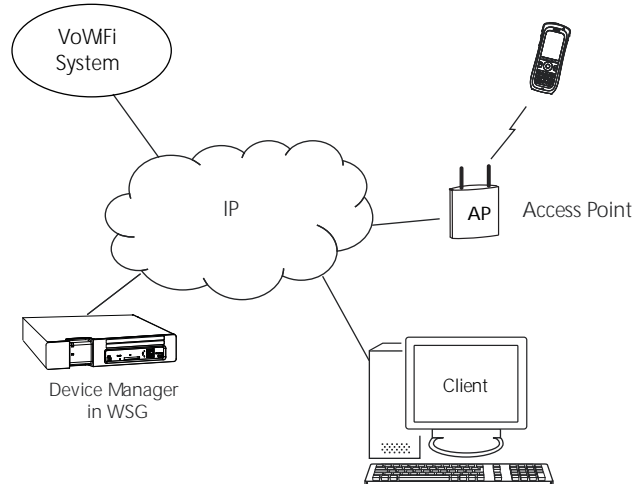 VoWiFi
System
IP
AP
Access Point
Device Manager
in WSG
Client